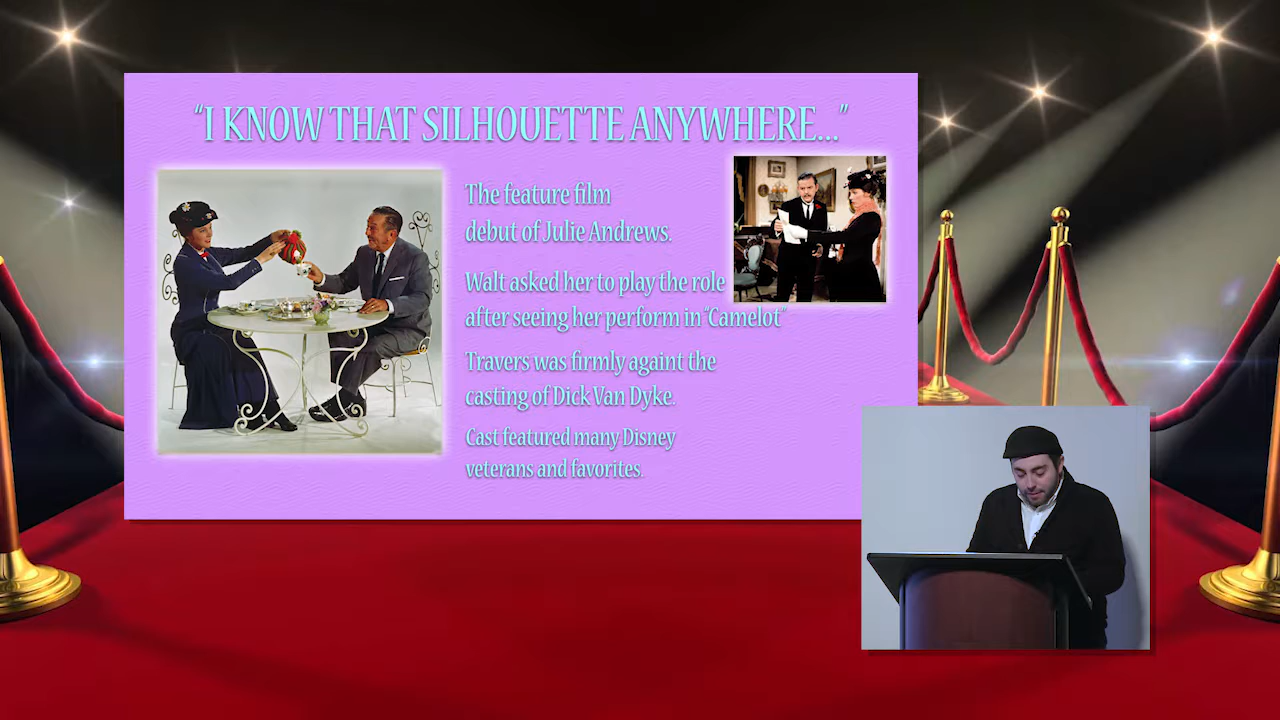 “I KNOW THAT SILHOUETTE ANYWHERE...”
The feature film
debut of Julie Andrews.
Walt asked her to play the role
after seeing her perform in “Camelot”
Travers was firmly againt the
casting of Dick Van Dyke.
Cast featured many Disney
veterans and favorites.